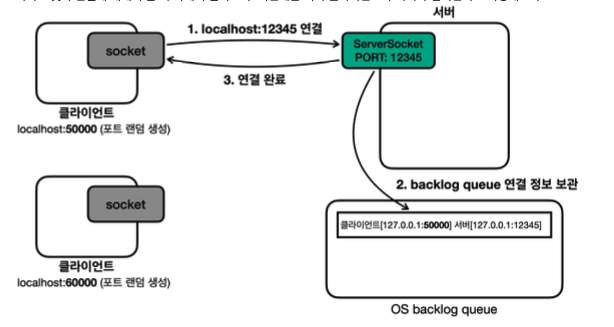 서버
1. localhost:12345 연결
socket
ServerSocket
PORT: 12345
3. 연결 완료
클라이언트
localhost:50000 (포트 랜덤 생성)
2. backlog queue 연결 정보 보관
socket
클라이언트[127.0.0.1:50000] 서버[127.0.0.1:12345]
클라이언트
localhost:60000 (포트 랜덤 생성)
OS backlog queue